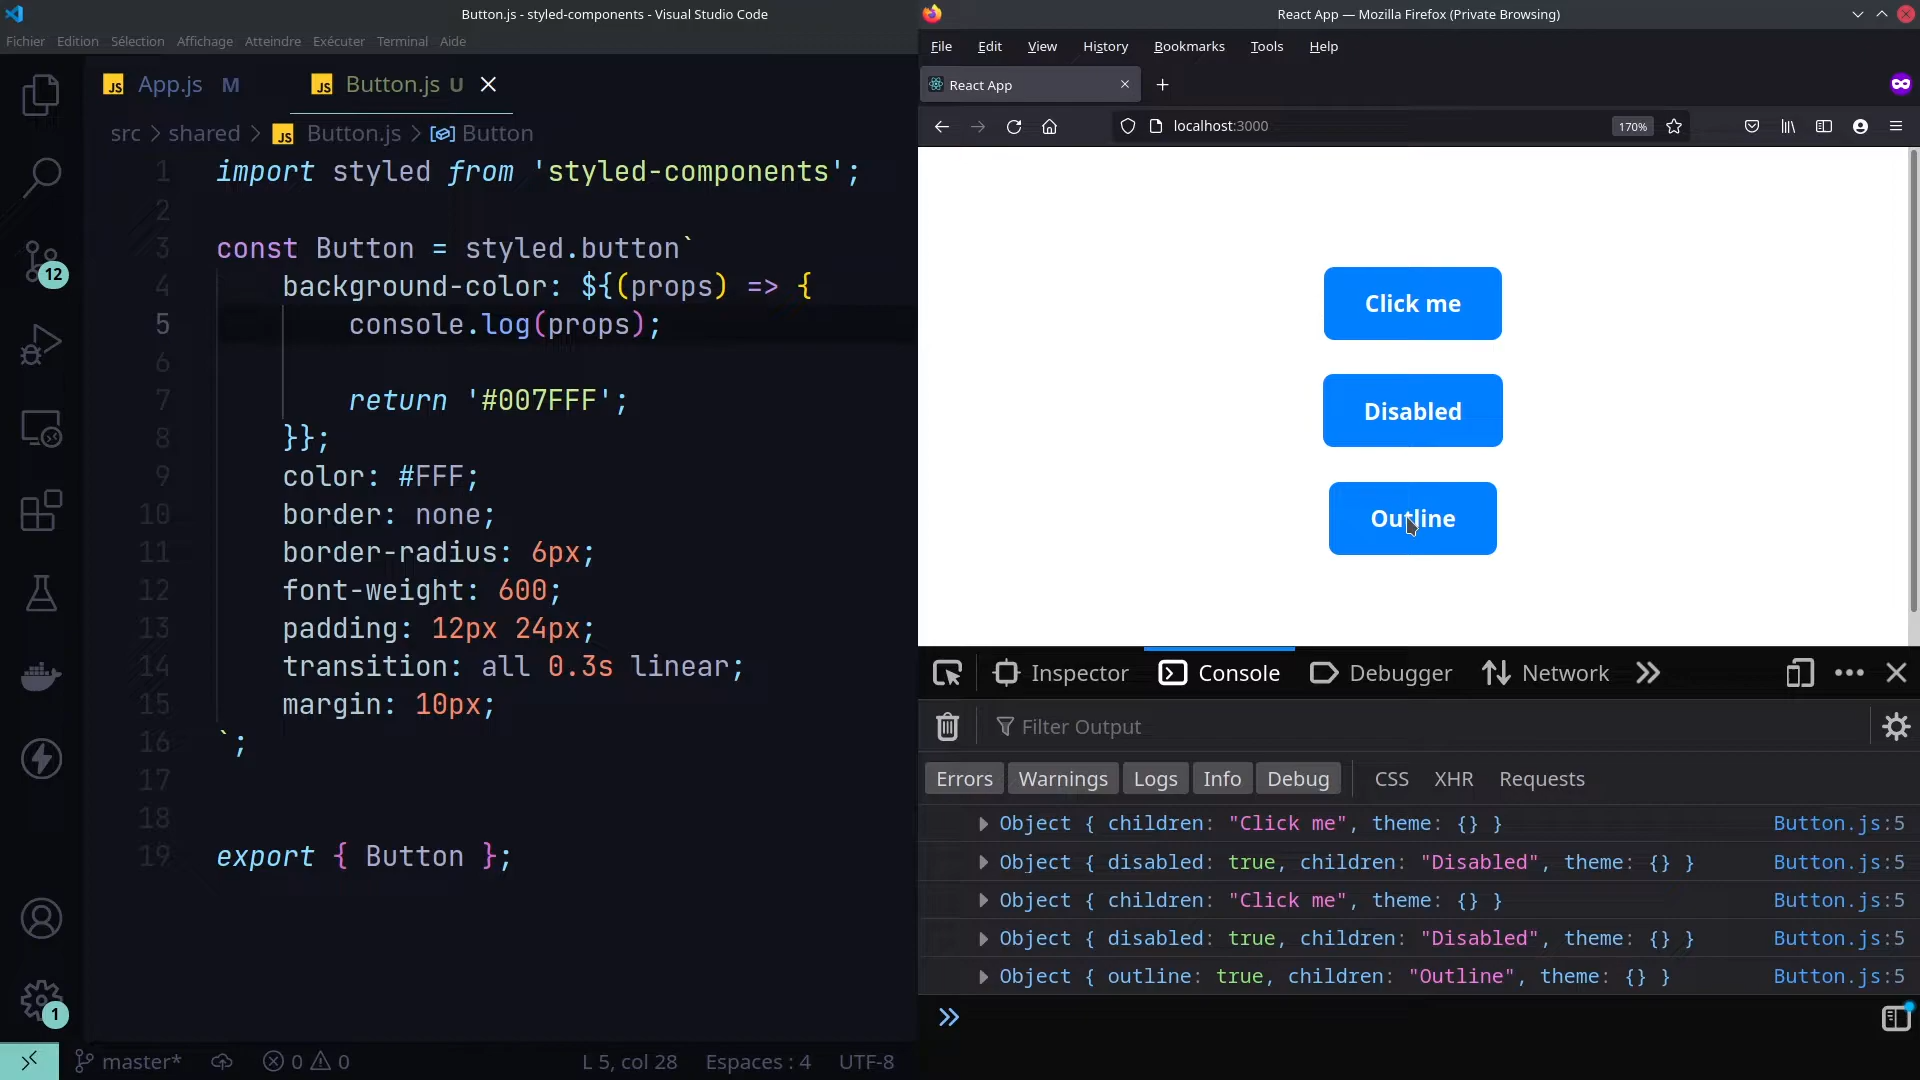 Button.js - styled-components - Visual Studio Code
Fichier Edition Sélection Affichage Atteindre Exécuter Terminal Aide
JS App.js M
JS Button.js U
src > shared > JS Button.js > Button
1 import styled from 'styled-components';
2
3 const Button = styled.button`
4 background-color: ${(props) => {
5 console.log(props);
6
7 return '#007FFF';
8 }};
9 color: #FFF;
10 border: none;
11 border-radius: 6px;
12 font-weight: 600;
13 padding: 12px 24px;
14 transition: all 0.3s linear;
15 margin: 10px;
16 `;
17
18
19 export { Button };
12
1
master*
0 0
L 5, col 28
Espaces : 4
UTF-8
React App — Mozilla Firefox (Private Browsing)
File Edit View History Bookmarks Tools Help
React App
localhost:3000
170%
Click me
Disabled
Outline
Inspector Console Debugger Network
Filter Output
Errors Warnings Logs Info Debug CSS XHR Requests
Object { children: "Click me", theme: {} } Button.js:5
Object { disabled: true, children: "Disabled", theme: {} } Button.js:5
Object { children: "Click me", theme: {} } Button.js:5
Object { disabled: true, children: "Disabled", theme: {} } Button.js:5
Object { outline: true, children: "Outline", theme: {} } Button.js:5